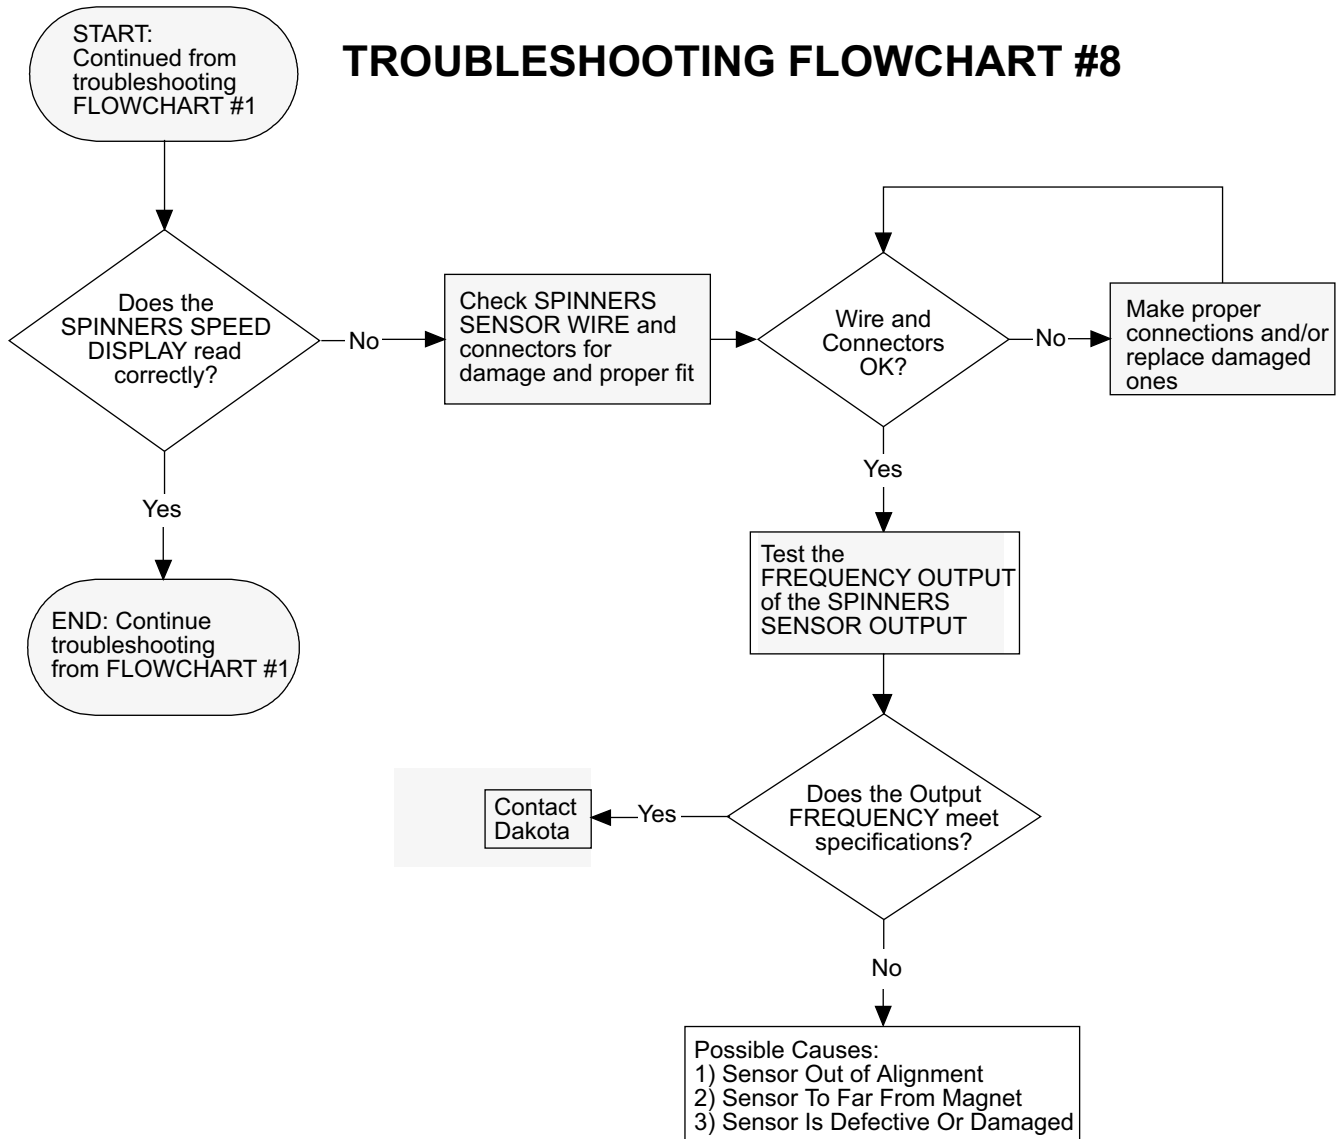 START:
Continued from
troubleshooting
FLOWCHART #1
TROUBLESHOOTING FLOWCHART #8
Does the
SPINNERS SPEED
DISPLAY read
correctly?
No
Check SPINNERS
SENSOR WIRE and
connectors for
damage and proper fit
Wire and
Connectors
OK?
No
Make proper
connections and/or
replace damaged
ones
Yes
END: Continue
troubleshooting
from FLOWCHART #1
Yes
Test the
FREQUENCY OUTPUT
of the SPINNERS
SENSOR OUTPUT
Does the Output
FREQUENCY meet
specifications?
Yes
Contact
Dakota
No
Possible Causes:
1) Sensor Out of Alignment
2) Sensor To Far From Magnet
3) Sensor Is Defective Or Damaged